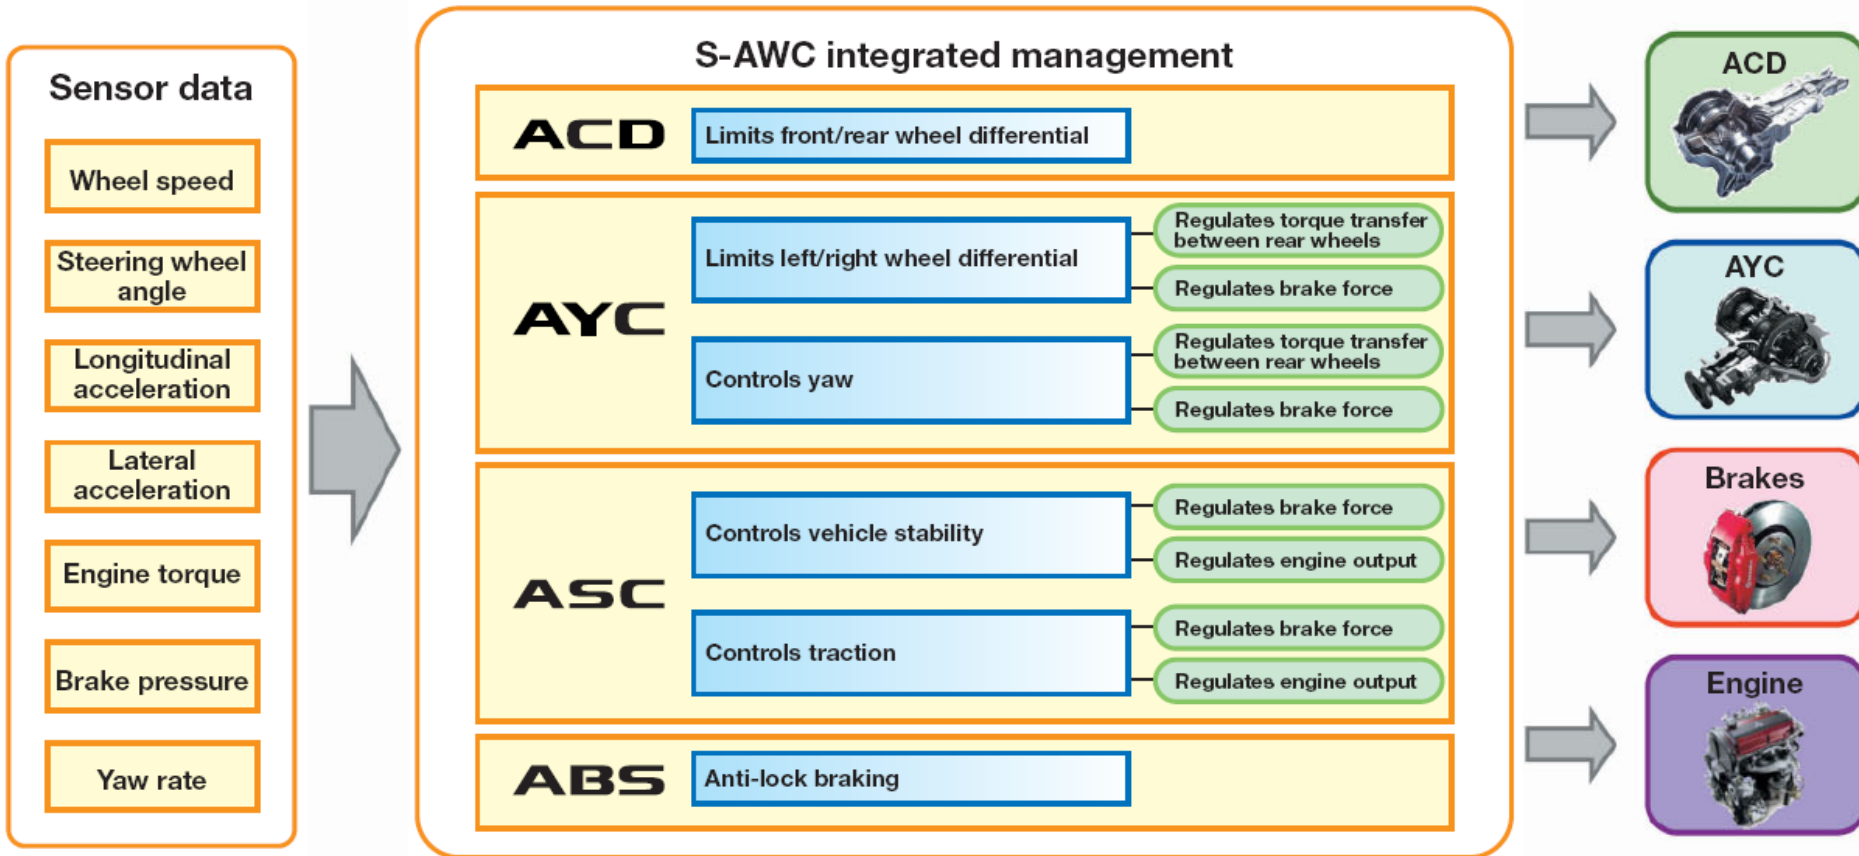 Sensor data
Wheel speed
Steering wheel
angle
Longitudinal
acceleration
Lateral
acceleration
Engine torque
Brake pressure
Yaw rate
S-AWC integrated management
ACD
Limits front/rear wheel differential
AYC
Limits left/right wheel differential
Regulates torque transfer
between rear wheels
Regulates brake force
Controls yaw
Regulates torque transfer
between rear wheels
Regulates brake force
ASC
Controls vehicle stability
Regulates brake force
Regulates engine output
Controls traction
Regulates brake force
Regulates engine output
ABS
Anti-lock braking
ACD
AYC
Brakes
Engine